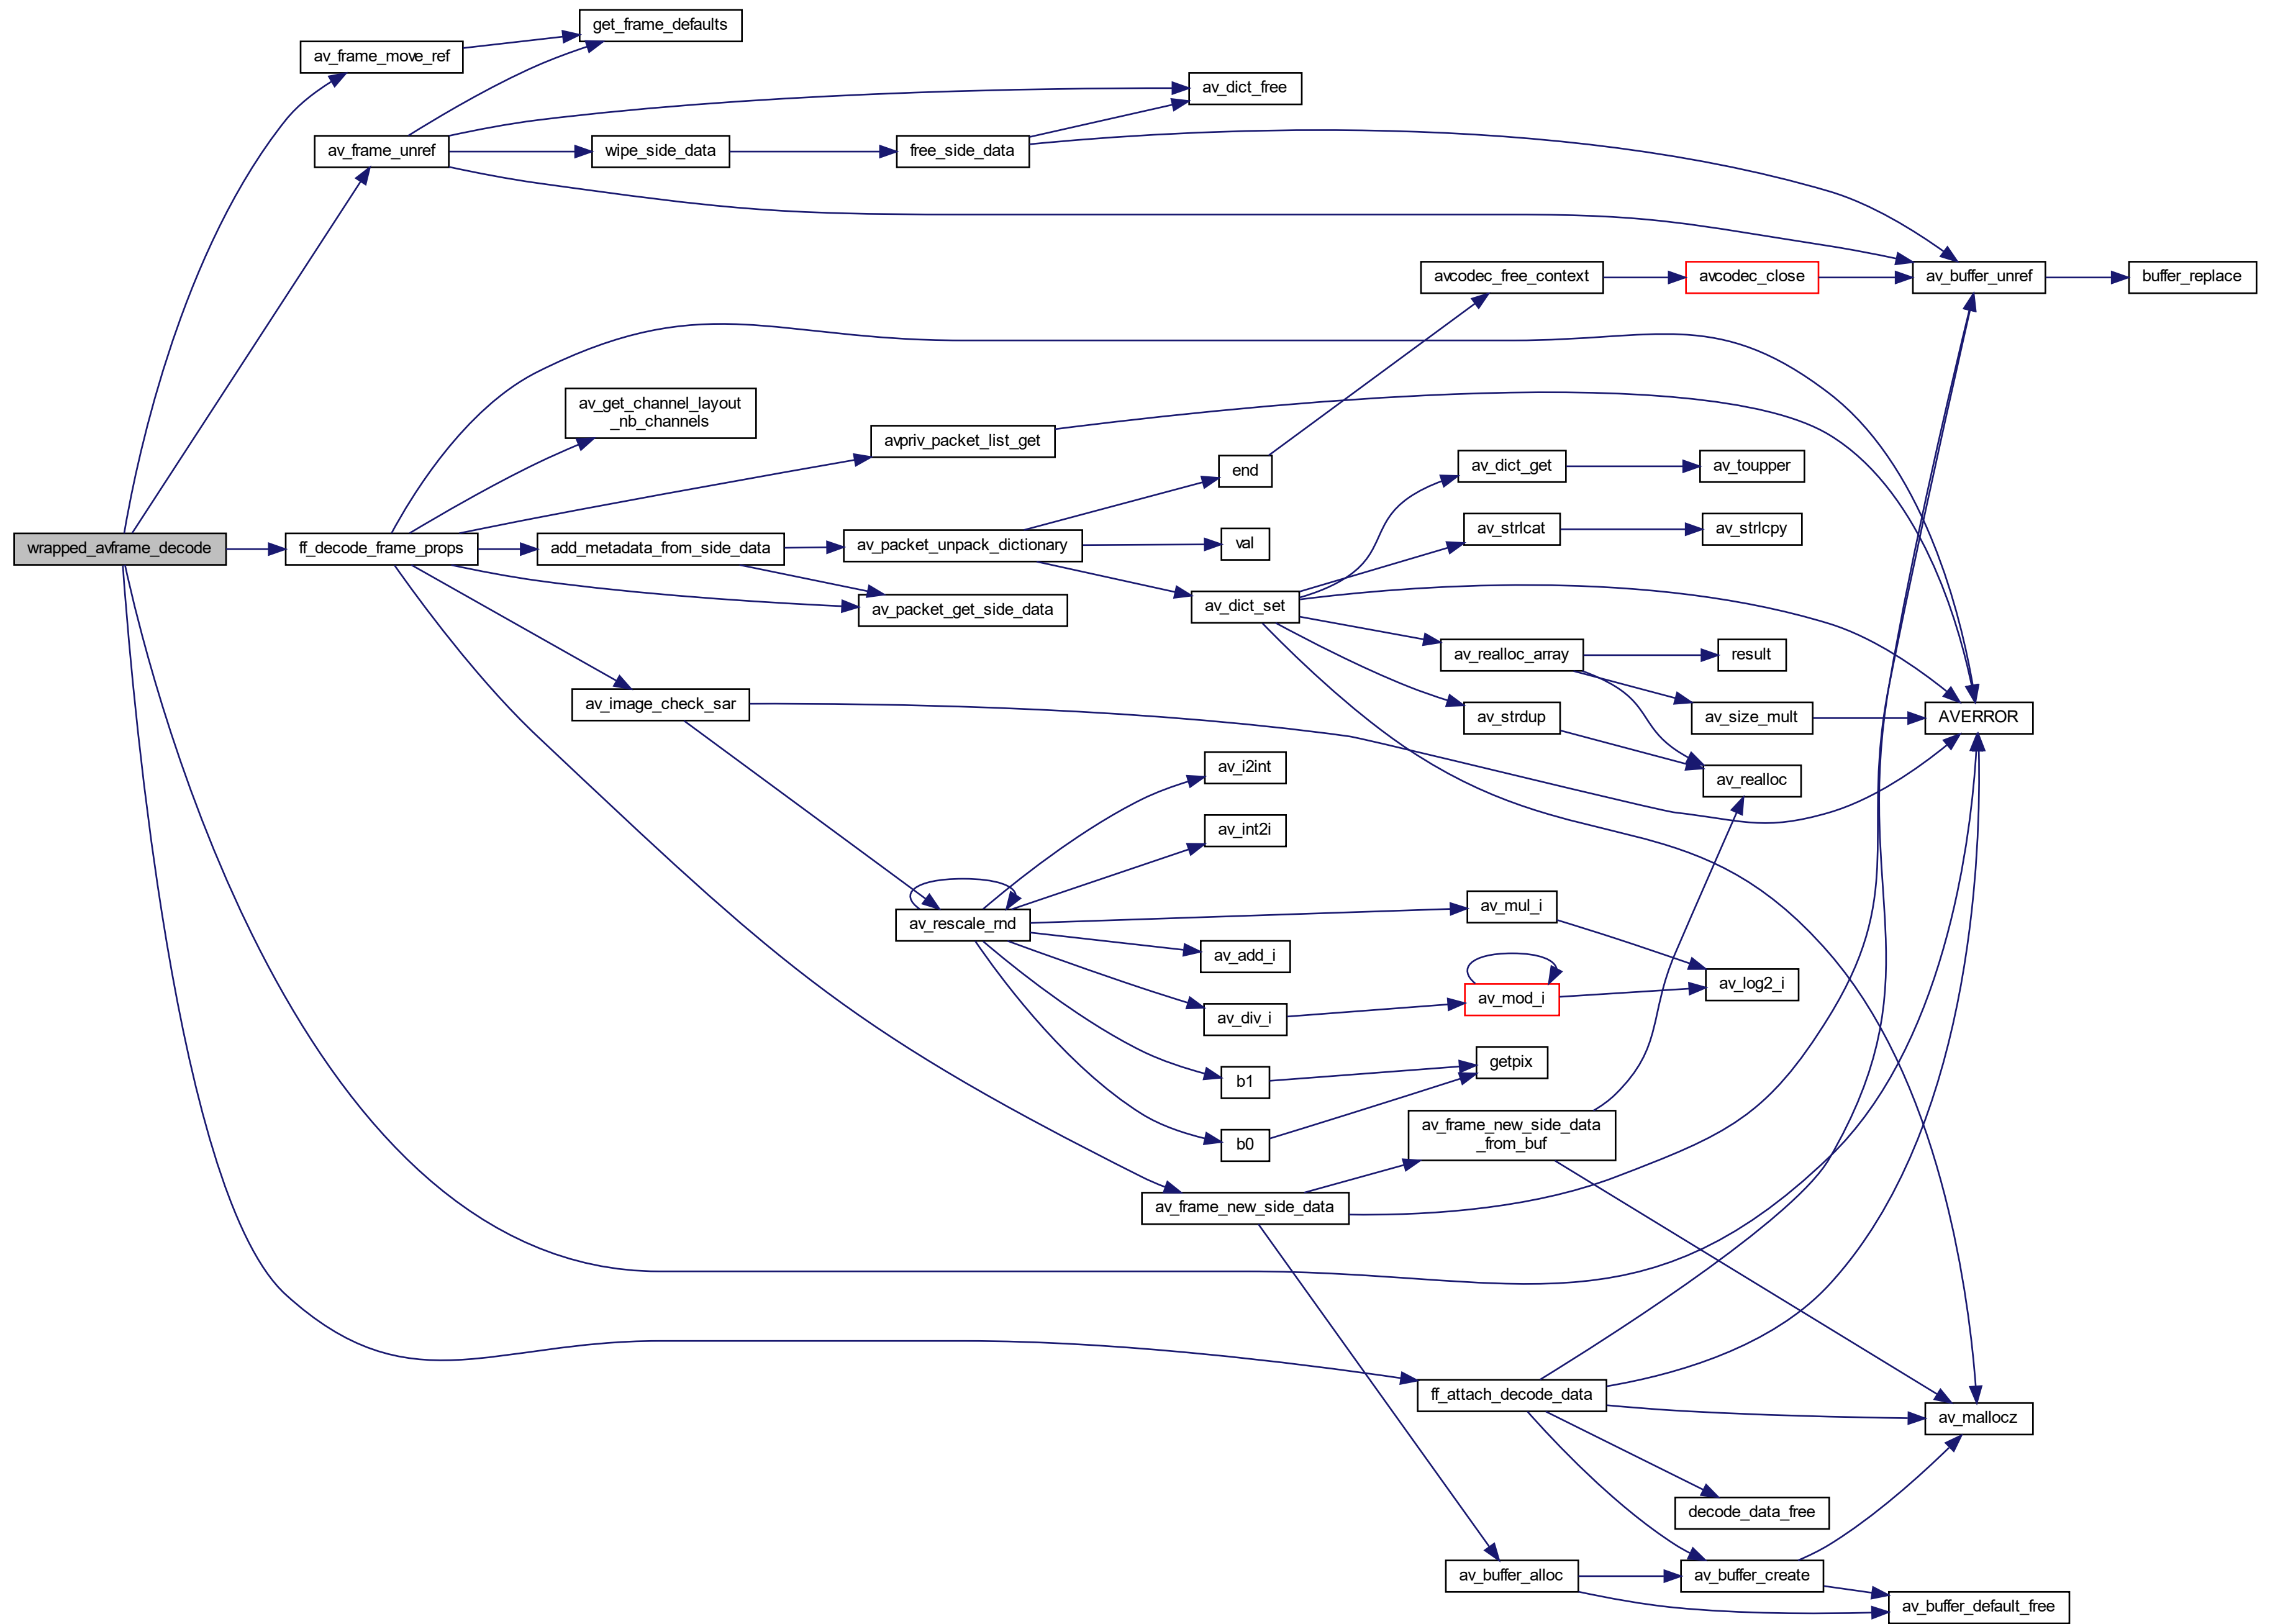 get_frame_defaults
av_frame_move_ref
av_dict_free
av_frame_unref
wipe_side_data
free_side_data
avcodec_free_context
avcodec_close
av_buffer_unref
buffer_replace
av_get_channel_layout
_nb_channels
avpriv_packet_list_get
end
av_dict_get
av_toupper
wrapped_avframe_decode
ff_decode_frame_props
add_metadata_from_side_data
av_packet_unpack_dictionary
val
av_strlcat
av_strlcpy
av_packet_get_side_data
av_dict_set
av_realloc_array
result
av_image_check_sar
av_strdup
av_size_mult
AVERROR
av_i2int
av_realloc
av_int2i
av_rescale_rnd
av_mul_i
av_add_i
av_mod_i
av_log2_i
av_div_i
getpix
b1
b0
av_frame_new_side_data
_from_buf
av_frame_new_side_data
ff_attach_decode_data
av_mallocz
decode_data_free
av_buffer_alloc
av_buffer_create
av_buffer_default_free